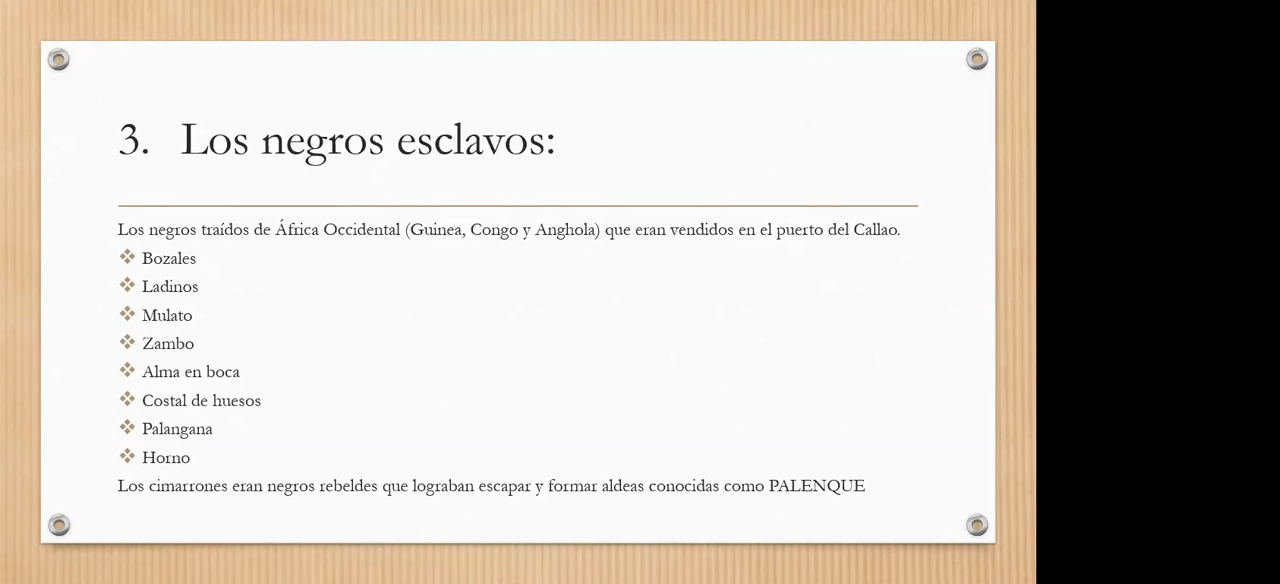 3. Los negros esclavos:
Los negros traídos de África Occidental (Guinea, Congo y Anghola) que eran vendidos en el puerto del Callao.
Bozales
Ladinos
Mulato
Zambo
Alma en boca
Costal de huesos
Palangana
Horno
Los cimarrones eran negros rebeldes que lograban escapar y formar aldeas conocidas como PALENQUE